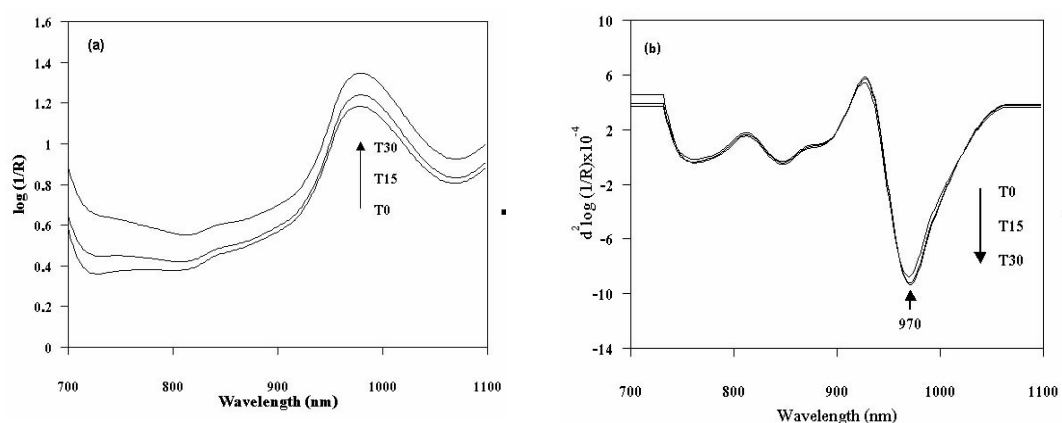 (a)
log (1/R)
1.6
1.4
1.2
1
0.8
0.6
0.4
0.2
0
T30
T15
T0
700 800 900 1000 1100
Wavelength (nm)
(b)
d² log (1/R)x10⁻⁴
10
6
2
-2
-6
-10
-14
T0
T15
T30
970
700 800 900 1000 1100
Wavelength (nm)